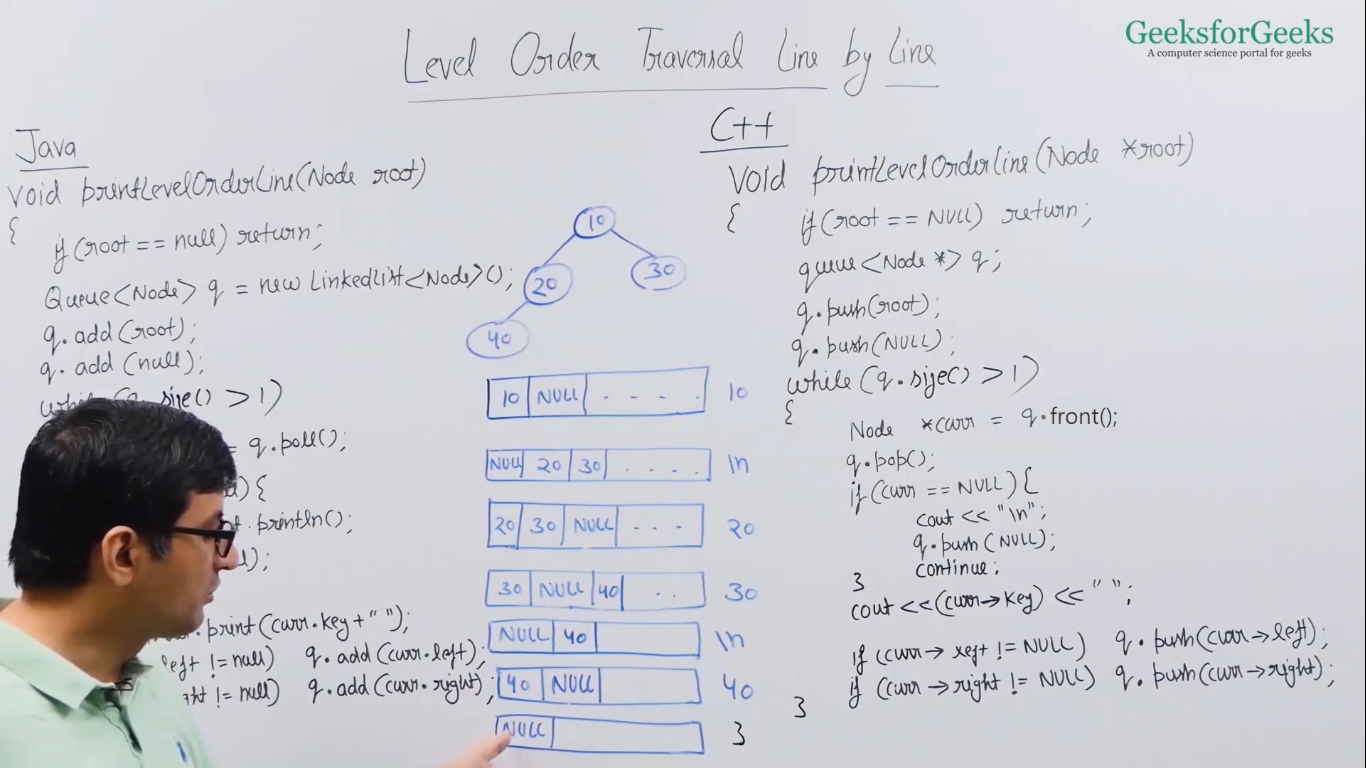 GeeksforGeeks
A computer science portal for geeks
Level Order Traversal Line by Line
Java
void printLevelOrderLine(Node root)
{
if (root == null) return;
Queue<Node> q = new LinkedList<Node>();
q.add(root);
q.add(null);
while (q.size() > 1)
= q.poll();
{
.println();
);
.print(curr.key+" ");
left != null) q.add(curr.left);
ght != null) q.add(curr.right);
10
20 30
40
10 NULL . . . . 10
NULL 20 30 . . . . \n
20 30 NULL . . . 20
30 NULL 40 . . 30
NULL 40 \n
40 NULL 40
NULL
C++
void printLevelOrderLine(Node *root)
{
if (root == NULL) return;
queue<Node *> q;
q.push(root);
q.push(NULL);
while (q.size() > 1)
{
Node *curr = q.front();
q.pop();
if (curr == NULL) {
cout << "\n";
q.push(NULL);
continue;
}
cout << (curr→key) << " ";
if (curr→left != NULL) q.push(curr→left);
if (curr→right != NULL) q.push(curr→right);
}
}